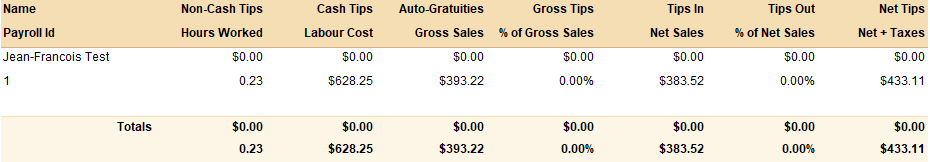 Name Non-Cash Tips Cash Tips Auto-Gratuities Gross Tips Tips In Tips Out Net Tips
Payroll Id Hours Worked Labour Cost Gross Sales % of Gross Sales Net Sales % of Net Sales Net + Taxes
Jean-Francois Test $0.00 $0.00 $0.00 $0.00 $0.00 $0.00 $0.00
1 0.23 $628.25 $393.22 0.00% $383.52 0.00% $433.11
Totals $0.00 $0.00 $0.00 $0.00 $0.00 $0.00 $0.00
0.23 $628.25 $393.22 0.00% $383.52 0.00% $433.11